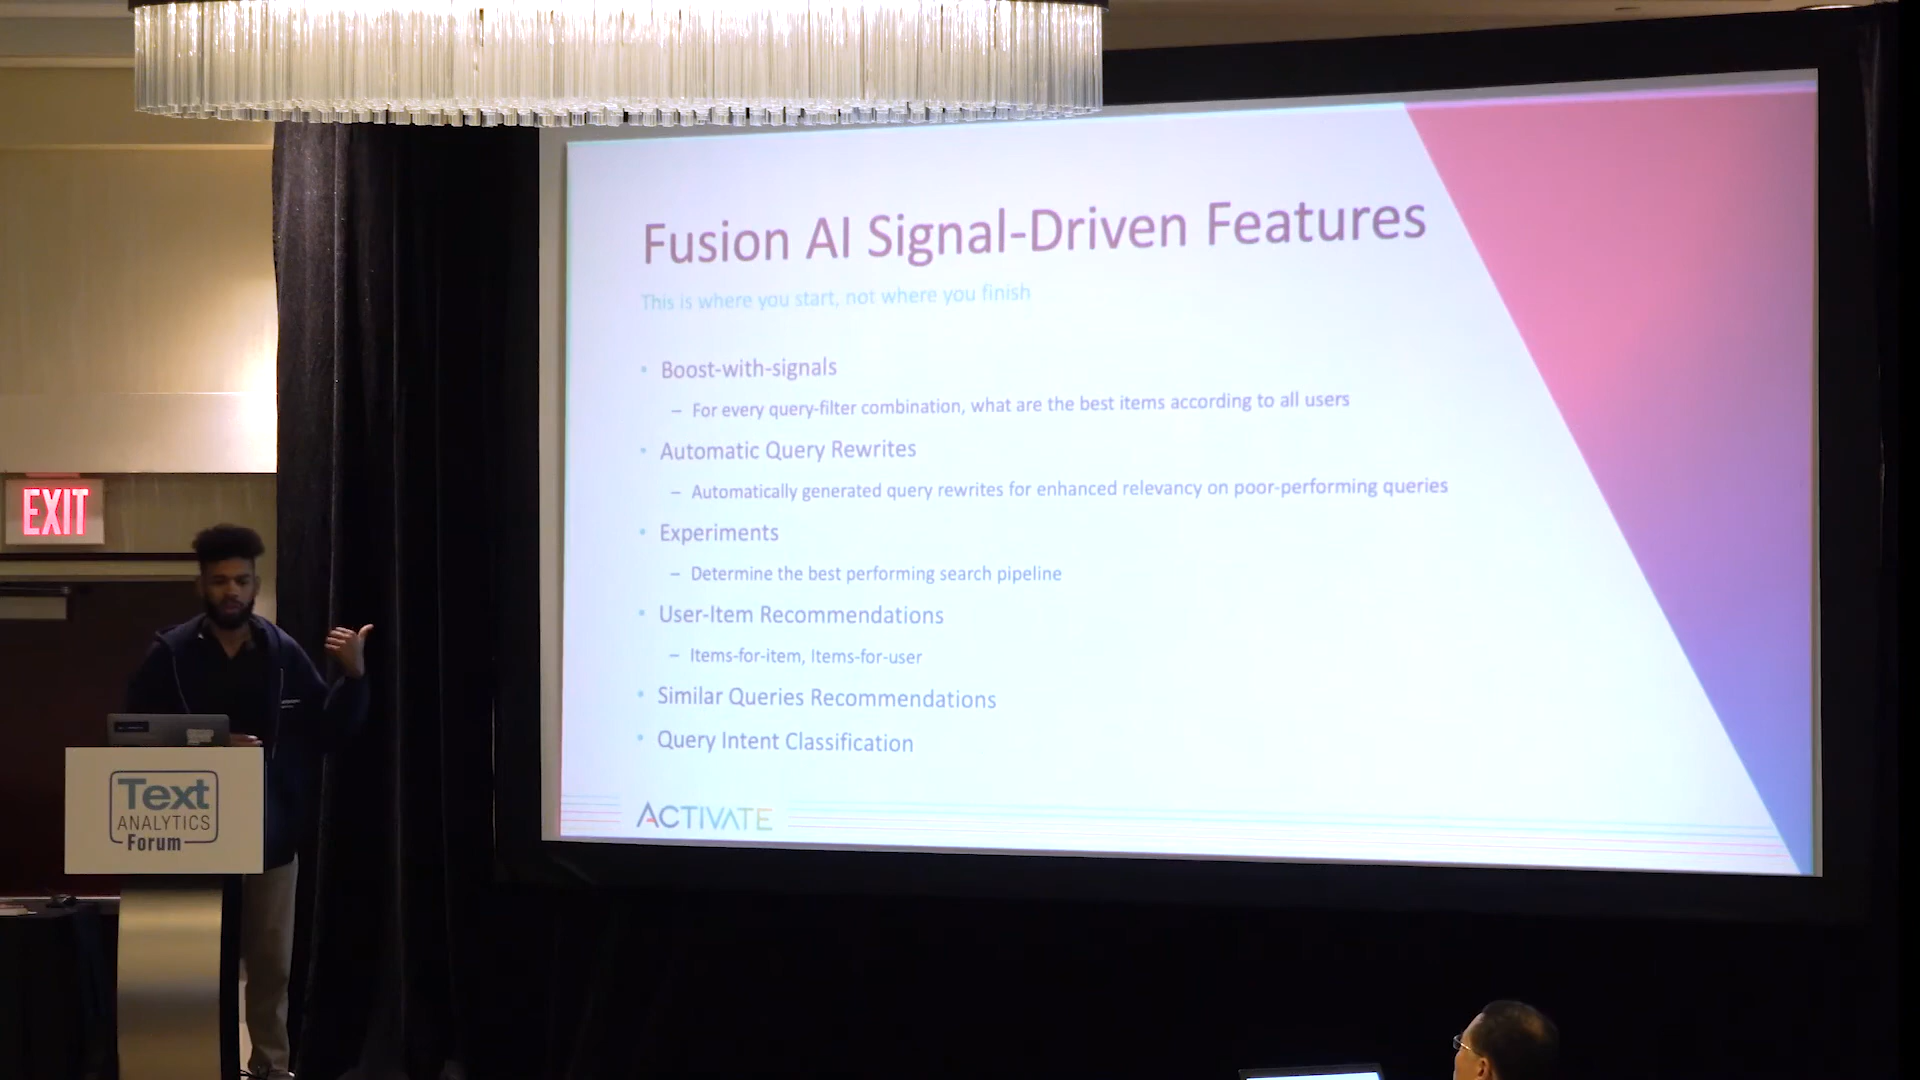 Fusion AI Signal-Driven Features
This is where you start, not where you finish
• Boost-with-signals
– For every query-filter combination, what are the best items according to all users
• Automatic Query Rewrites
– Automatically generated query rewrites for enhanced relevancy on poor-performing queries
• Experiments
– Determine the best performing search pipeline
• User-Item Recommendations
– Items-for-item, Items-for-user
• Similar Queries Recommendations
• Query Intent Classification
ACTIVATE
EXIT
Text
ANALYTICS
Forum